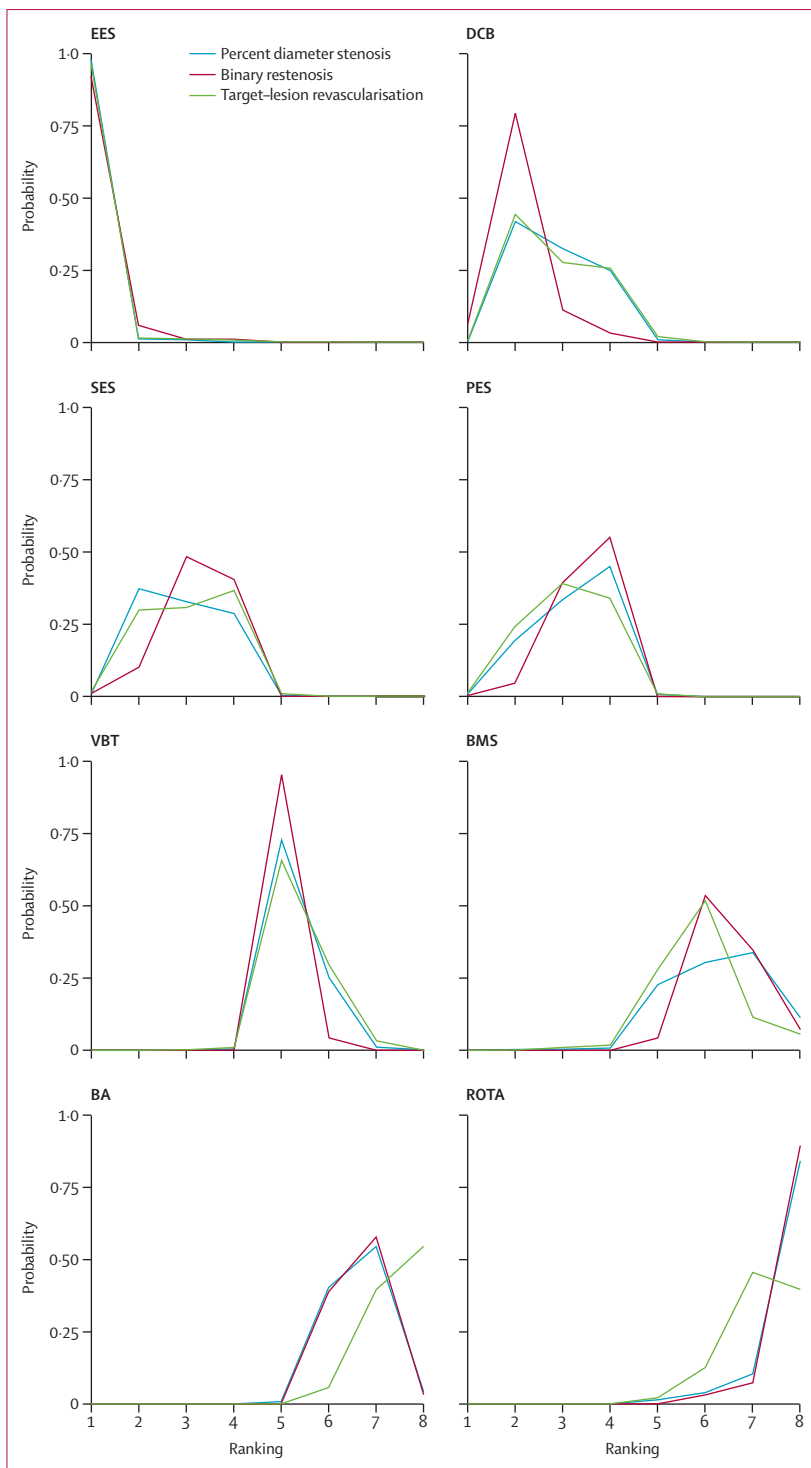 EES
Percent diameter stenosis
Binary restenosis
Target–lesion revascularisation
1·0
0·75
0·50
0·25
0
Probability
DCB
SES
1·0
0·75
0·50
0·25
0
Probability
PES
VBT
1·0
0·75
0·50
0·25
0
Probability
BMS
BA
1·0
0·75
0·50
0·25
0
Probability
1 2 3 4 5 6 7 8
Ranking
ROTA
1 2 3 4 5 6 7 8
Ranking